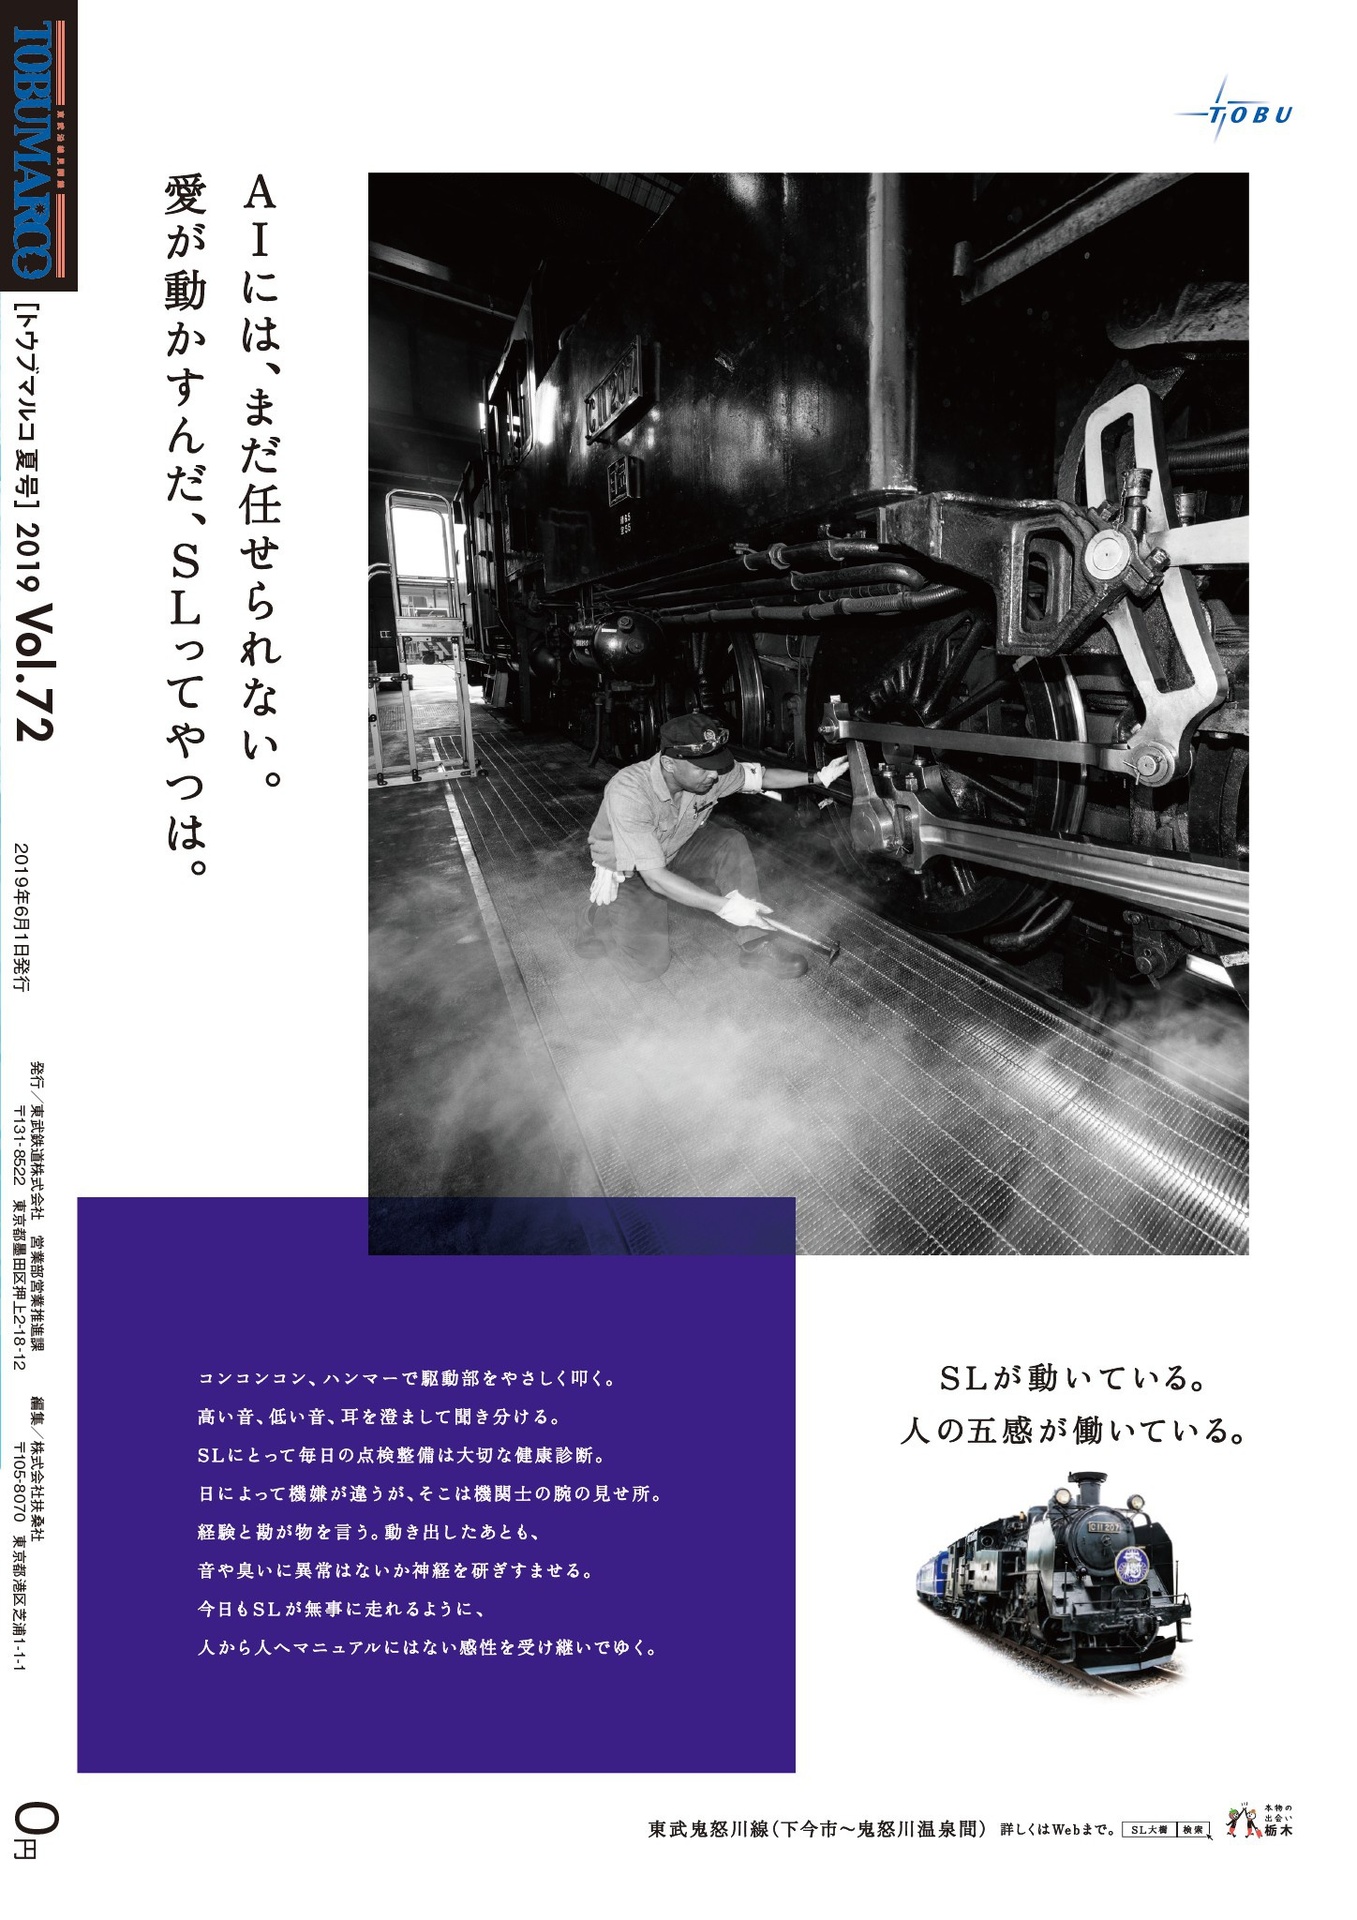 TOBUMARCO
東武沿線見聞録
[トウブマルコ 夏号] 2019 Vol.72
2019年6月1日発行
発行／東武鉄道株式会社 営業部営業推進課
〒131-8522 東京都墨田区押上2-18-12
編集／株式会社扶桑社
〒105-8070 東京都港区芝浦1-1-1
0円
TOBU
AIには、まだ任せられない。
愛が動かすんだ、SLってやつは。
C11207
コンコンコン、ハンマーで駆動部をやさしく叩く。
高い音、低い音、耳を澄まして聞き分ける。
SLにとって毎日の点検整備は大切な健康診断。
日によって機嫌が違うが、そこは機関士の腕の見せ所。
経験と勘が物を言う。動き出したあとも、
音や臭いに異常はないか神経を研ぎすませる。
今日もSLが無事に走れるように、
人から人へマニュアルにはない感性を受け継いでゆく。
SLが動いている。
人の五感が働いている。
C11 207
大樹
東武鬼怒川線（下今市～鬼怒川温泉間） 詳しくはWebまで。 SL大樹 検索
本物の
出会い
栃木